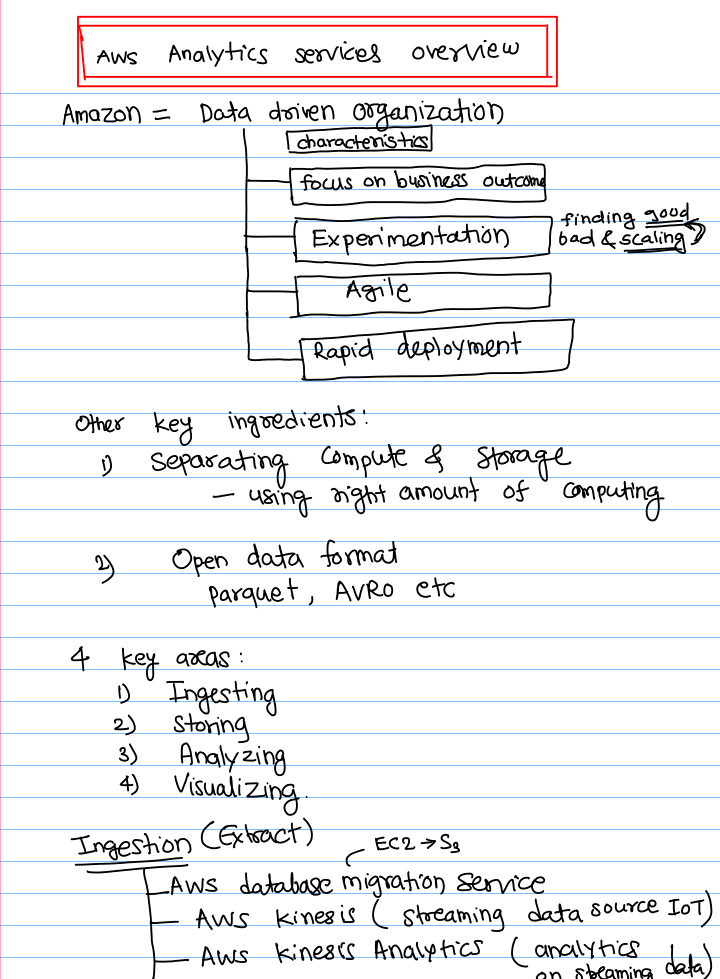 AWS Analytics services overview
Amazon = Data driven organization
characteristics
focus on business outcome
Experimentation
finding good
bad & scaling
Agile
Rapid deployment
Other key ingredients:
1) Separating Compute & Storage
- using right amount of computing
2) Open data format
Parquet, AVRO etc
4 key areas:
1) Ingesting
2) Storing
3) Analyzing
4) Visualizing.
Ingestion (Extract)
EC2 → S3
AWS database migration Service
AWS kinesis ( streaming data source IoT)
AWS kinesis Analytics ( analytics
on streaming data)